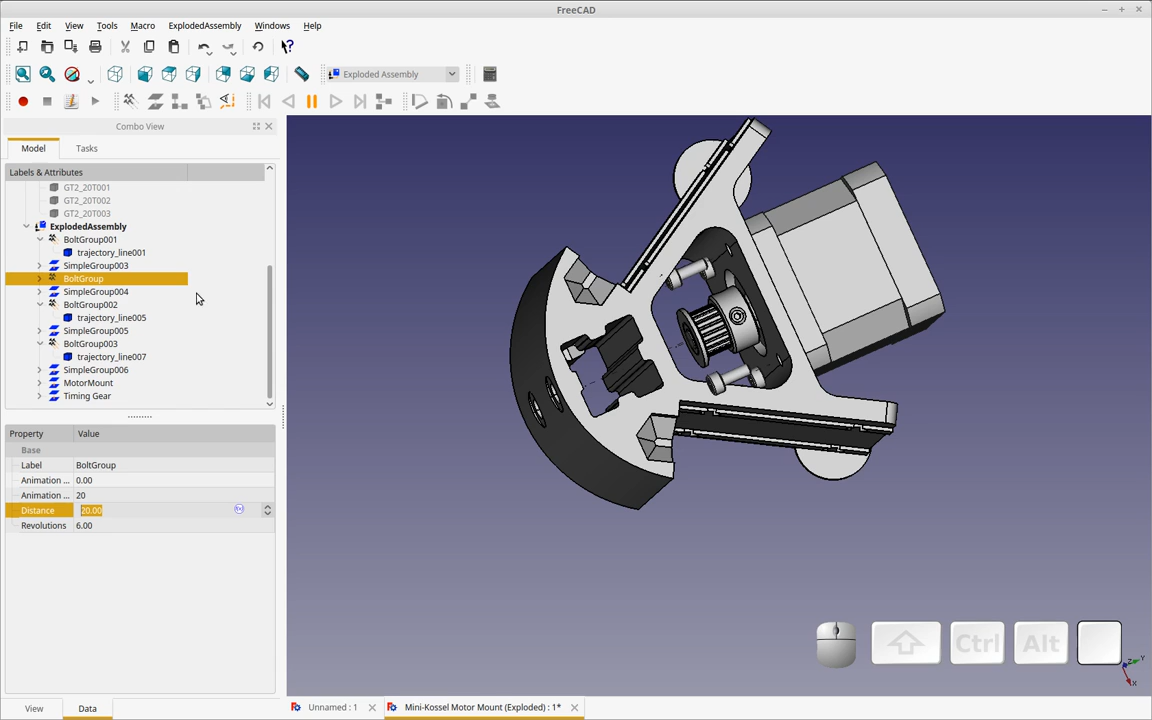 FreeCAD
File Edit View Tools Macro ExplodedAssembly Windows Help
Exploded Assembly
Combo View
Model Tasks
Labels & Attributes
GT2_20T001
GT2_20T002
GT2_20T003
ExplodedAssembly
BoltGroup001
trajectory_line001
SimpleGroup003
BoltGroup
SimpleGroup004
BoltGroup002
trajectory_line005
SimpleGroup005
BoltGroup003
trajectory_line007
SimpleGroup006
MotorMount
Timing Gear
Property Value
Base
Label BoltGroup
Animation ... 0.00
Animation ... 20
Distance 20.00
Revolutions 6.00
Ctrl Alt
Z Y
X
View Data
Unnamed : 1
Mini-Kossel Motor Mount (Exploded) : 1*